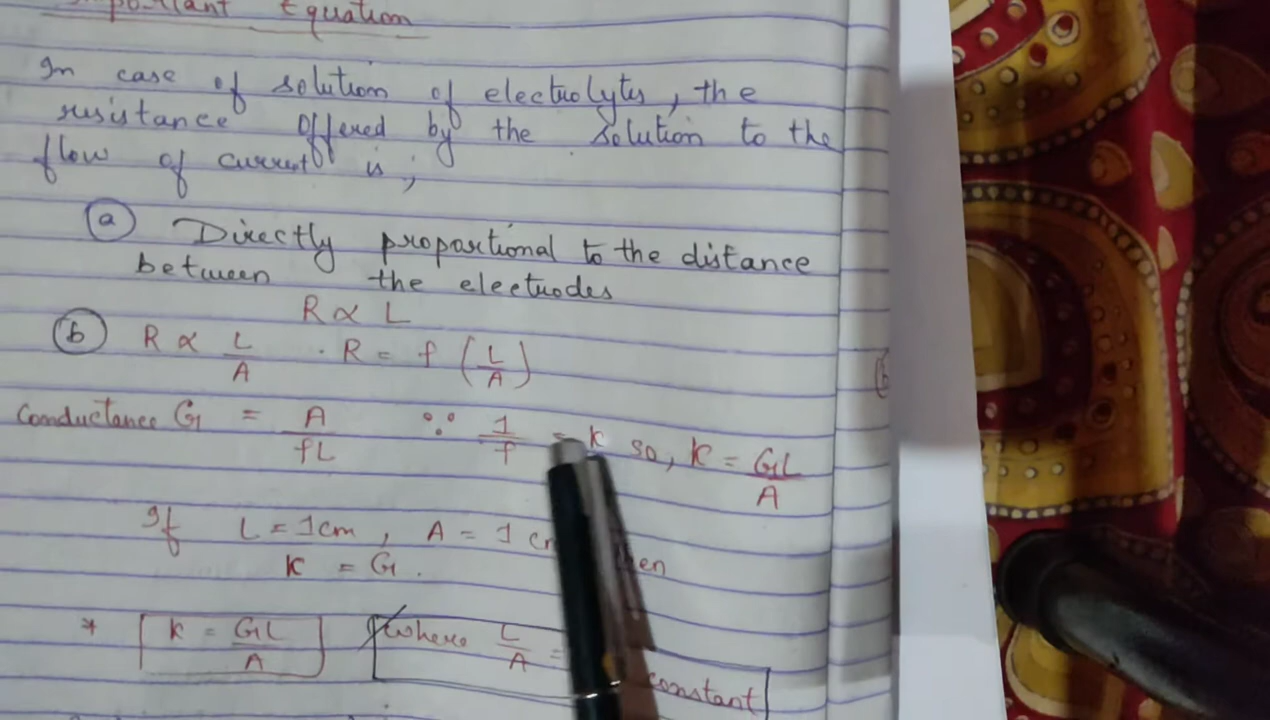 Important Equation
In case of solution of electrolytes, the
resistance offered by the solution to the
flow of current is;
(a) Directly proportional to the distance
between the electrodes
R ∝ L
(b) R ∝ L/A . R = f (L/A)
Conductance G = A/fL ∵ 1/f = K so, K = GL/A
If L = 1cm, A = 1
K = G.
* K = GL/A where L/A =
constant